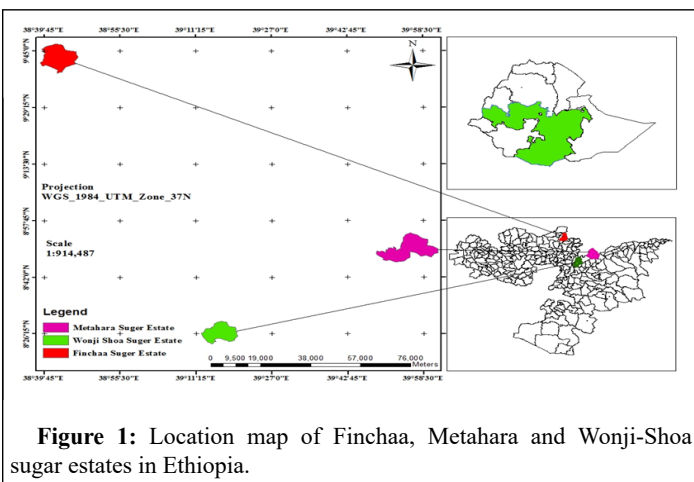 38°39'45"E 38°55'30"E 39°11'15"E 39°27'0"E 39°42'45"E 39°58'30"E
9°45'0"N
N
9°29'15"N
9°13'30"N
Projection
WGS_1984_UTM_Zone_37N
8°57'45"N
Scale
1:914,487
8°42'0"N
Legend
Metahara Suger Estate
Wonji Shoa Suger Estate
Finchaa Suger Estate
8°26'15"N
0 9,500 19,000 38,000 57,000 76,000
Meters
38°39'45"E 38°55'30"E 39°11'15"E 39°27'0"E 39°42'45"E 39°58'30"E
Figure 1: Location map of Finchaa, Metahara and Wonji-Shoa
sugar estates in Ethiopia.